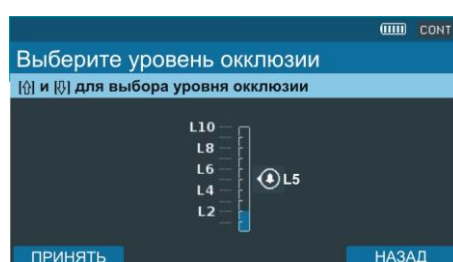 CONT
Выберите уровень окклюзии
[⇧] и [⇩] для выбора уровня окклюзии
L10
L8
L6
L5
L4
L2
ПРИНЯТЬ
НАЗАД